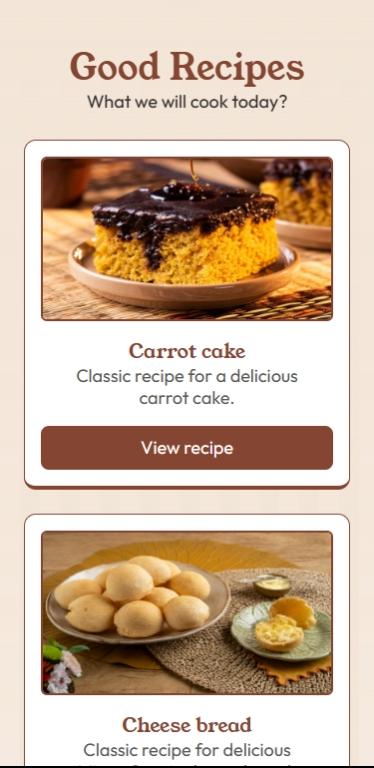 Good Recipes
What we will cook today?
Carrot cake
Classic recipe for a delicious
carrot cake.
View recipe
Cheese bread
Classic recipe for delicious